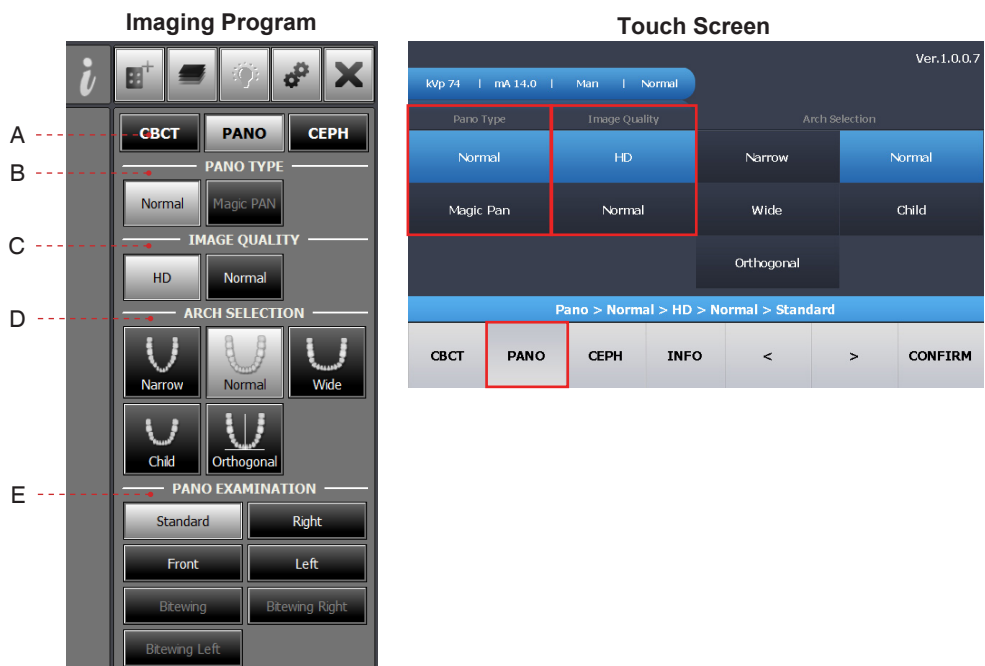 Imaging Program
i
A
CBCT PANO CEPH
B
PANO TYPE
Normal Magic PAN
C
IMAGE QUALITY
HD Normal
D
ARCH SELECTION
Narrow Normal Wide
Child Orthogonal
E
PANO EXAMINATION
Standard Right
Front Left
Bitewing Bitewing Right
Bitewing Left
Touch Screen
Ver.1.0.0.7
kVp 74 | mA 14.0 | Man | Normal
Pano Type Image Quality Arch Selection
Normal HD Narrow Normal
Magic Pan Normal Wide Child
Orthogonal
Pano > Normal > HD > Normal > Standard
CBCT PANO CEPH INFO < > CONFIRM